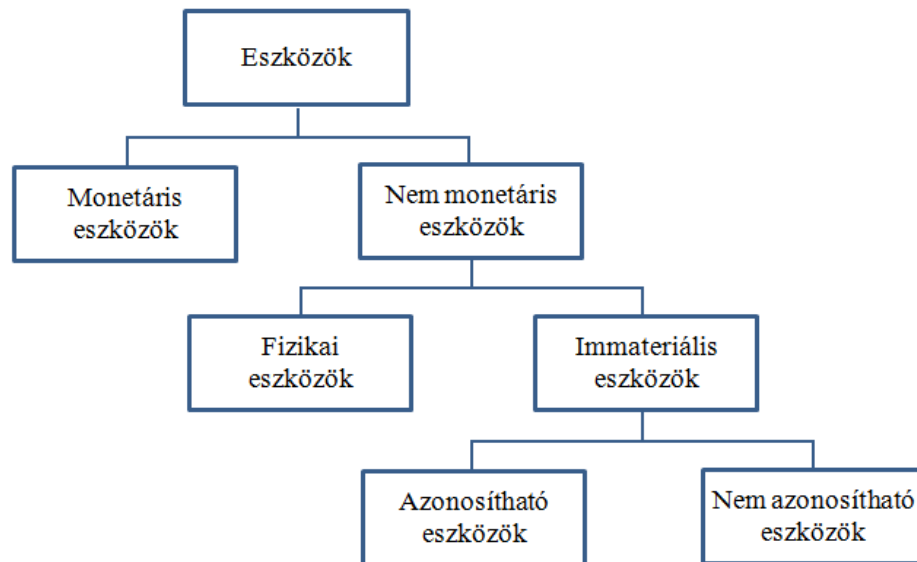 Eszközök
Monetáris
eszközök
Nem monetáris
eszközök
Fizikai
eszközök
Immateriális
eszközök
Azonosítható
eszközök
Nem azonosítható
eszközök